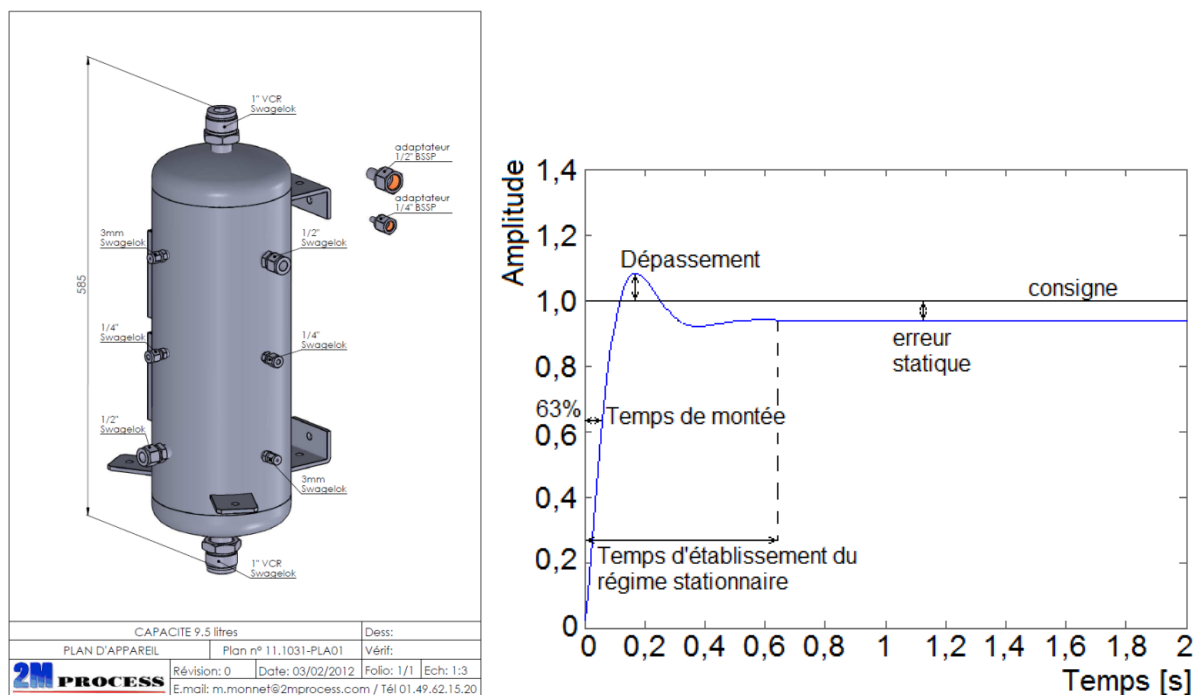 1" VCR
Swagelok
adaptateur
1/2" BSSP
adaptateur
1/4" BSSP
3mm
Swagelok
1/2"
Swagelok
585
1/4"
Swagelok
1/4"
Swagelok
1/2"
Swagelok
3mm
Swagelok
1" VCR
Swagelok
CAPACITE 9.5 litres
Dess:
PLAN D'APPAREIL
Plan n° 11.1031-PLA01
Vérif:
2M PROCESS
Révision: 0
Date: 03/02/2012
Folio: 1/1
Ech: 1:3
E.mail: m.monnet@2mprocess.com / Tél 01.49.62.15.20
Amplitude
1,4
1,2
1,0
0,8
63%
0,6
0,4
0,2
0
Dépassement
consigne
erreur
statique
Temps de montée
Temps d'établissement du
régime stationnaire
0 0,2 0,4 0,6 0,8 1 1,2 1,4 1,6 1,8 2
Temps [s]